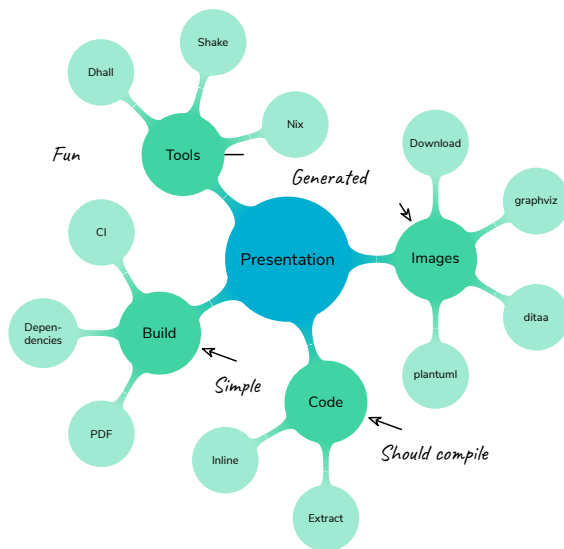 Shake
Dhall
Nix
Tools
Fun
Download
Generated
graphviz
CI
Presentation
Images
ditaa
Depen-
dencies
Build
plantuml
Simple
Code
PDF
Should compile
Inline
Extract